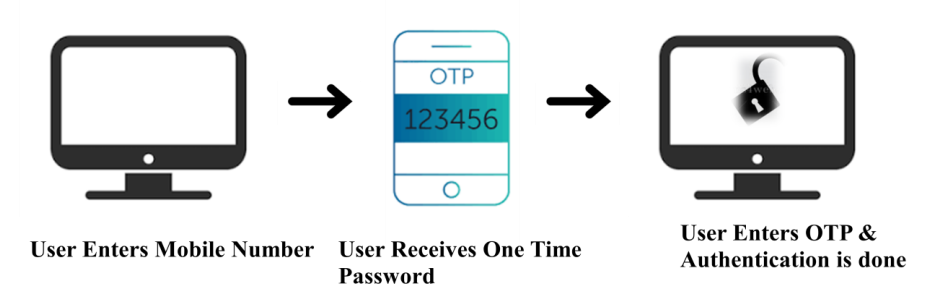 OTP
123456
User Enters Mobile Number
User Receives One Time
Password
User Enters OTP &
Authentication is done